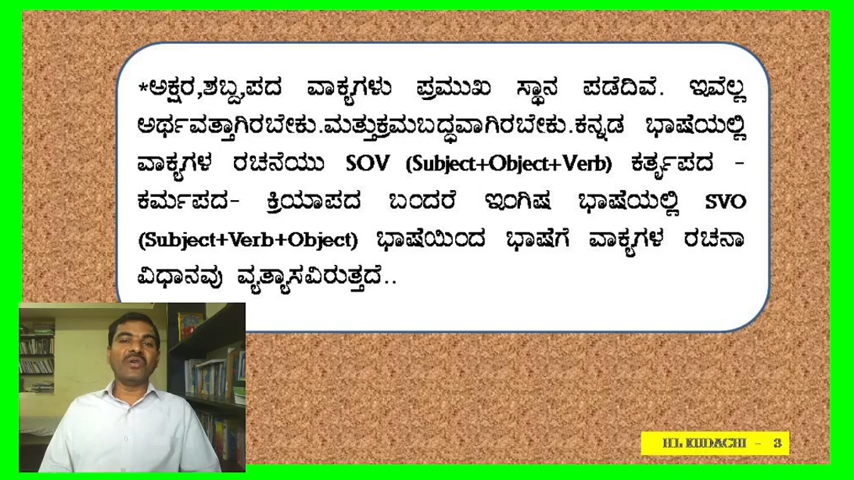 *ಅಕ್ಷರ,ಶಬ್ದ,ಪದ ವಾಕ್ಯಗಳು ಪ್ರಮುಖ ಸ್ಥಾನ ಪಡೆದಿವೆ. ಇವೆಲ್ಲ
ಅರ್ಥವತ್ತಾಗಿರಬೇಕು.ಮತ್ತುಕ್ರಮಬದ್ಧವಾಗಿರಬೇಕು.ಕನ್ನಡ ಭಾಷೆಯಲ್ಲಿ
ವಾಕ್ಯಗಳ ರಚನೆಯು SOV (Subject+Object+Verb) ಕರ್ತೃಪದ -
ಕರ್ಮಪದ- ಕ್ರಿಯಾಪದ ಬಂದರೆ ಇಂಗಿಷ ಭಾಷೆಯಲ್ಲಿ SVO
(Subject+Verb+Object) ಭಾಷೆಯಿಂದ ಭಾಷೆಗೆ ವಾಕ್ಯಗಳ ರಚನಾ
ವಿಧಾನವು ವ್ಯತ್ಯಾಸವಿರುತ್ತದೆ..
H.L KUDACHI - 3